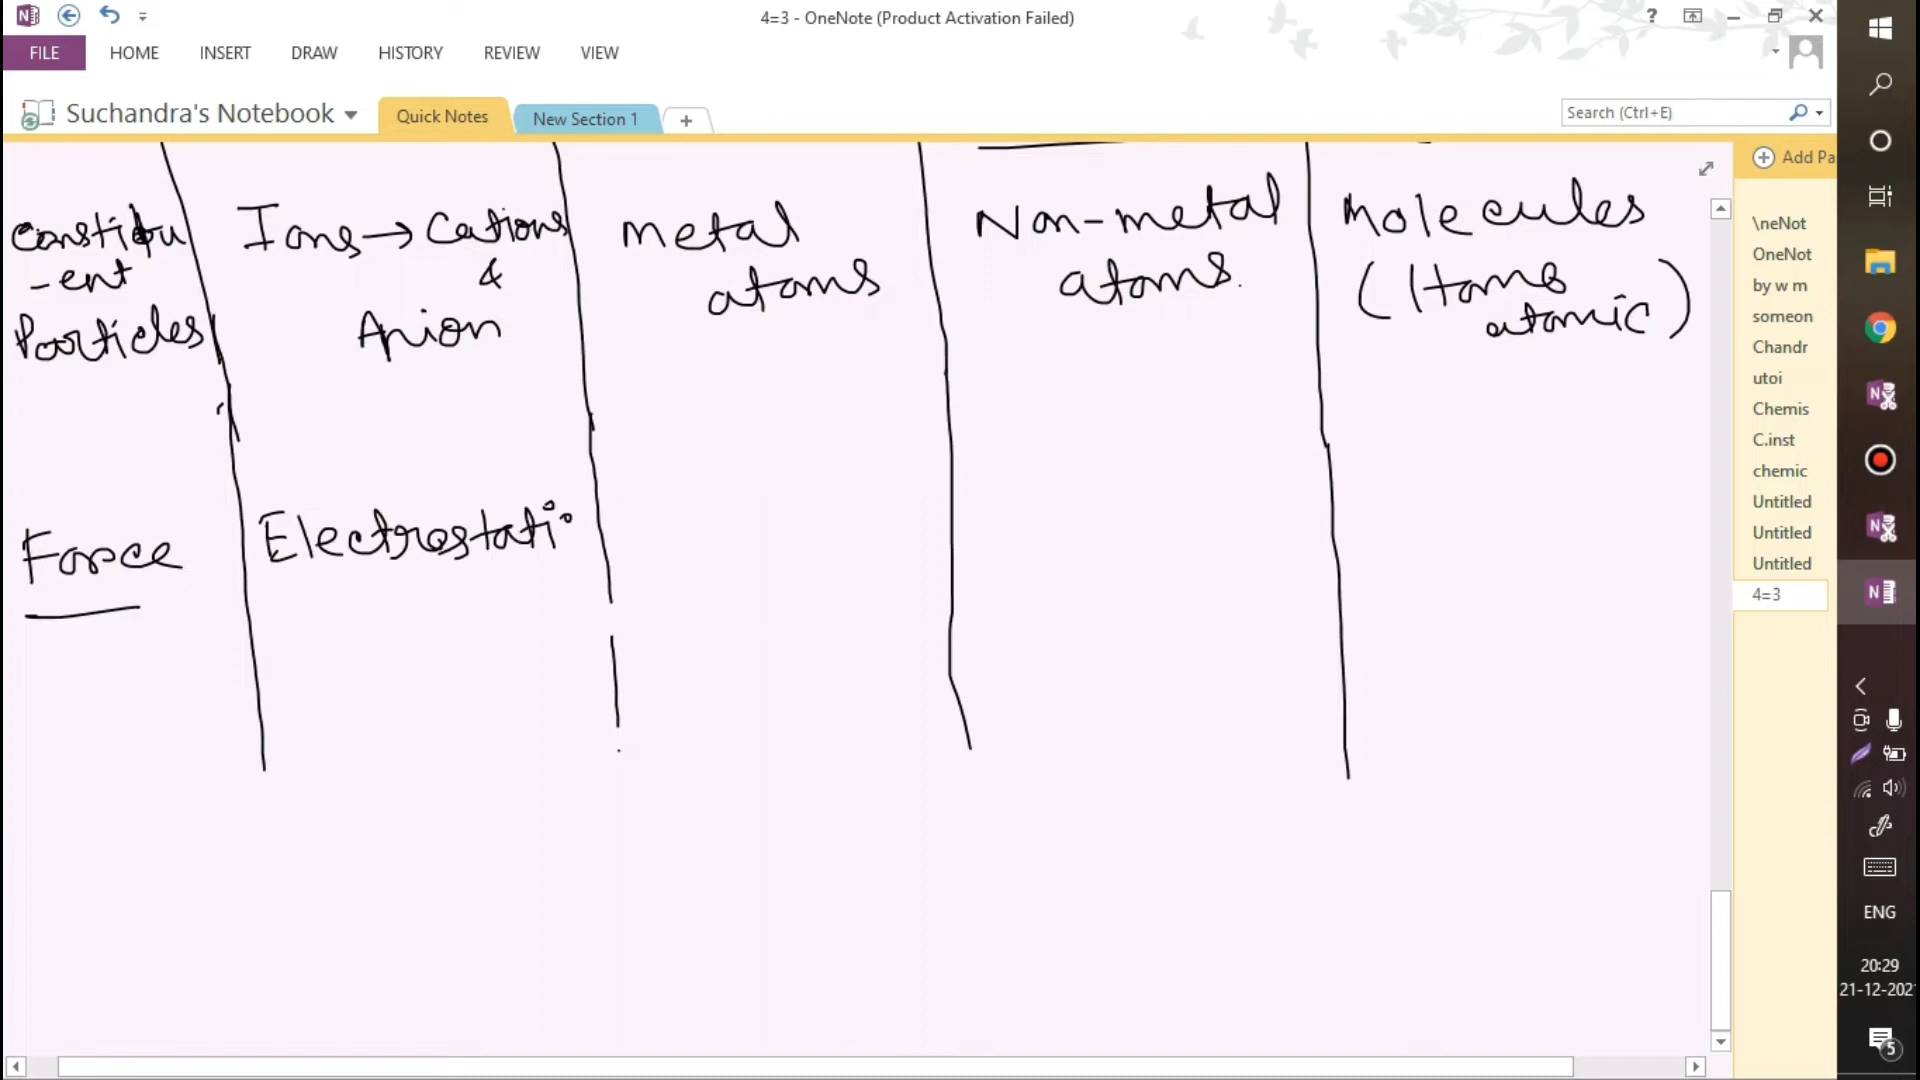 4=3 - OneNote (Product Activation Failed)
FILE HOME INSERT DRAW HISTORY REVIEW VIEW
Suchandra's Notebook Quick Notes New Section 1 Search (Ctrl+E)
Add Pa
\neNot
OneNot
by w m
someon
Chandr
utoi
Chemis
C.inst
chemic
Untitled
Untitled
Untitled
4=3
Constitu
-ent
Particles
Ions → Cations
&
Anion
metal
atoms
Non-metal
atoms.
Molecules
(Homo
atomic)
Force
Electrostati
ENG
20:29
21-12-202
5